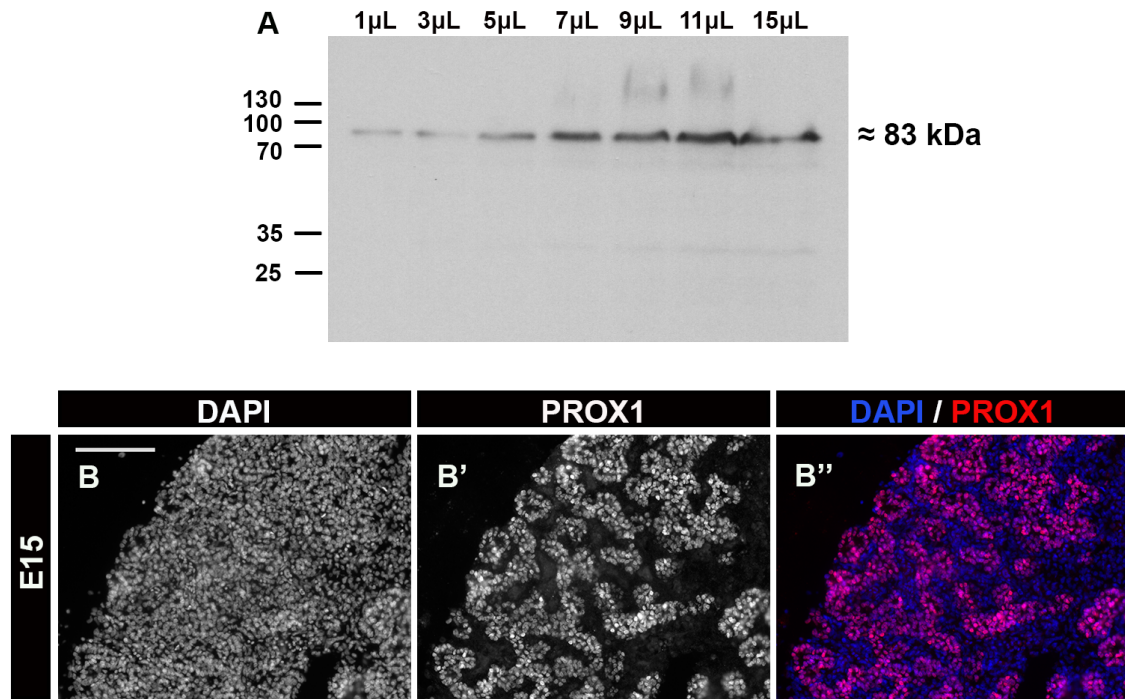 A
1µL 3µL 5µL 7µL 9µL 11µL 15µL
130
100
70
35
25
≈ 83 kDa
DAPI
PROX1
DAPI / PROX1
E15
B
B’
B’’